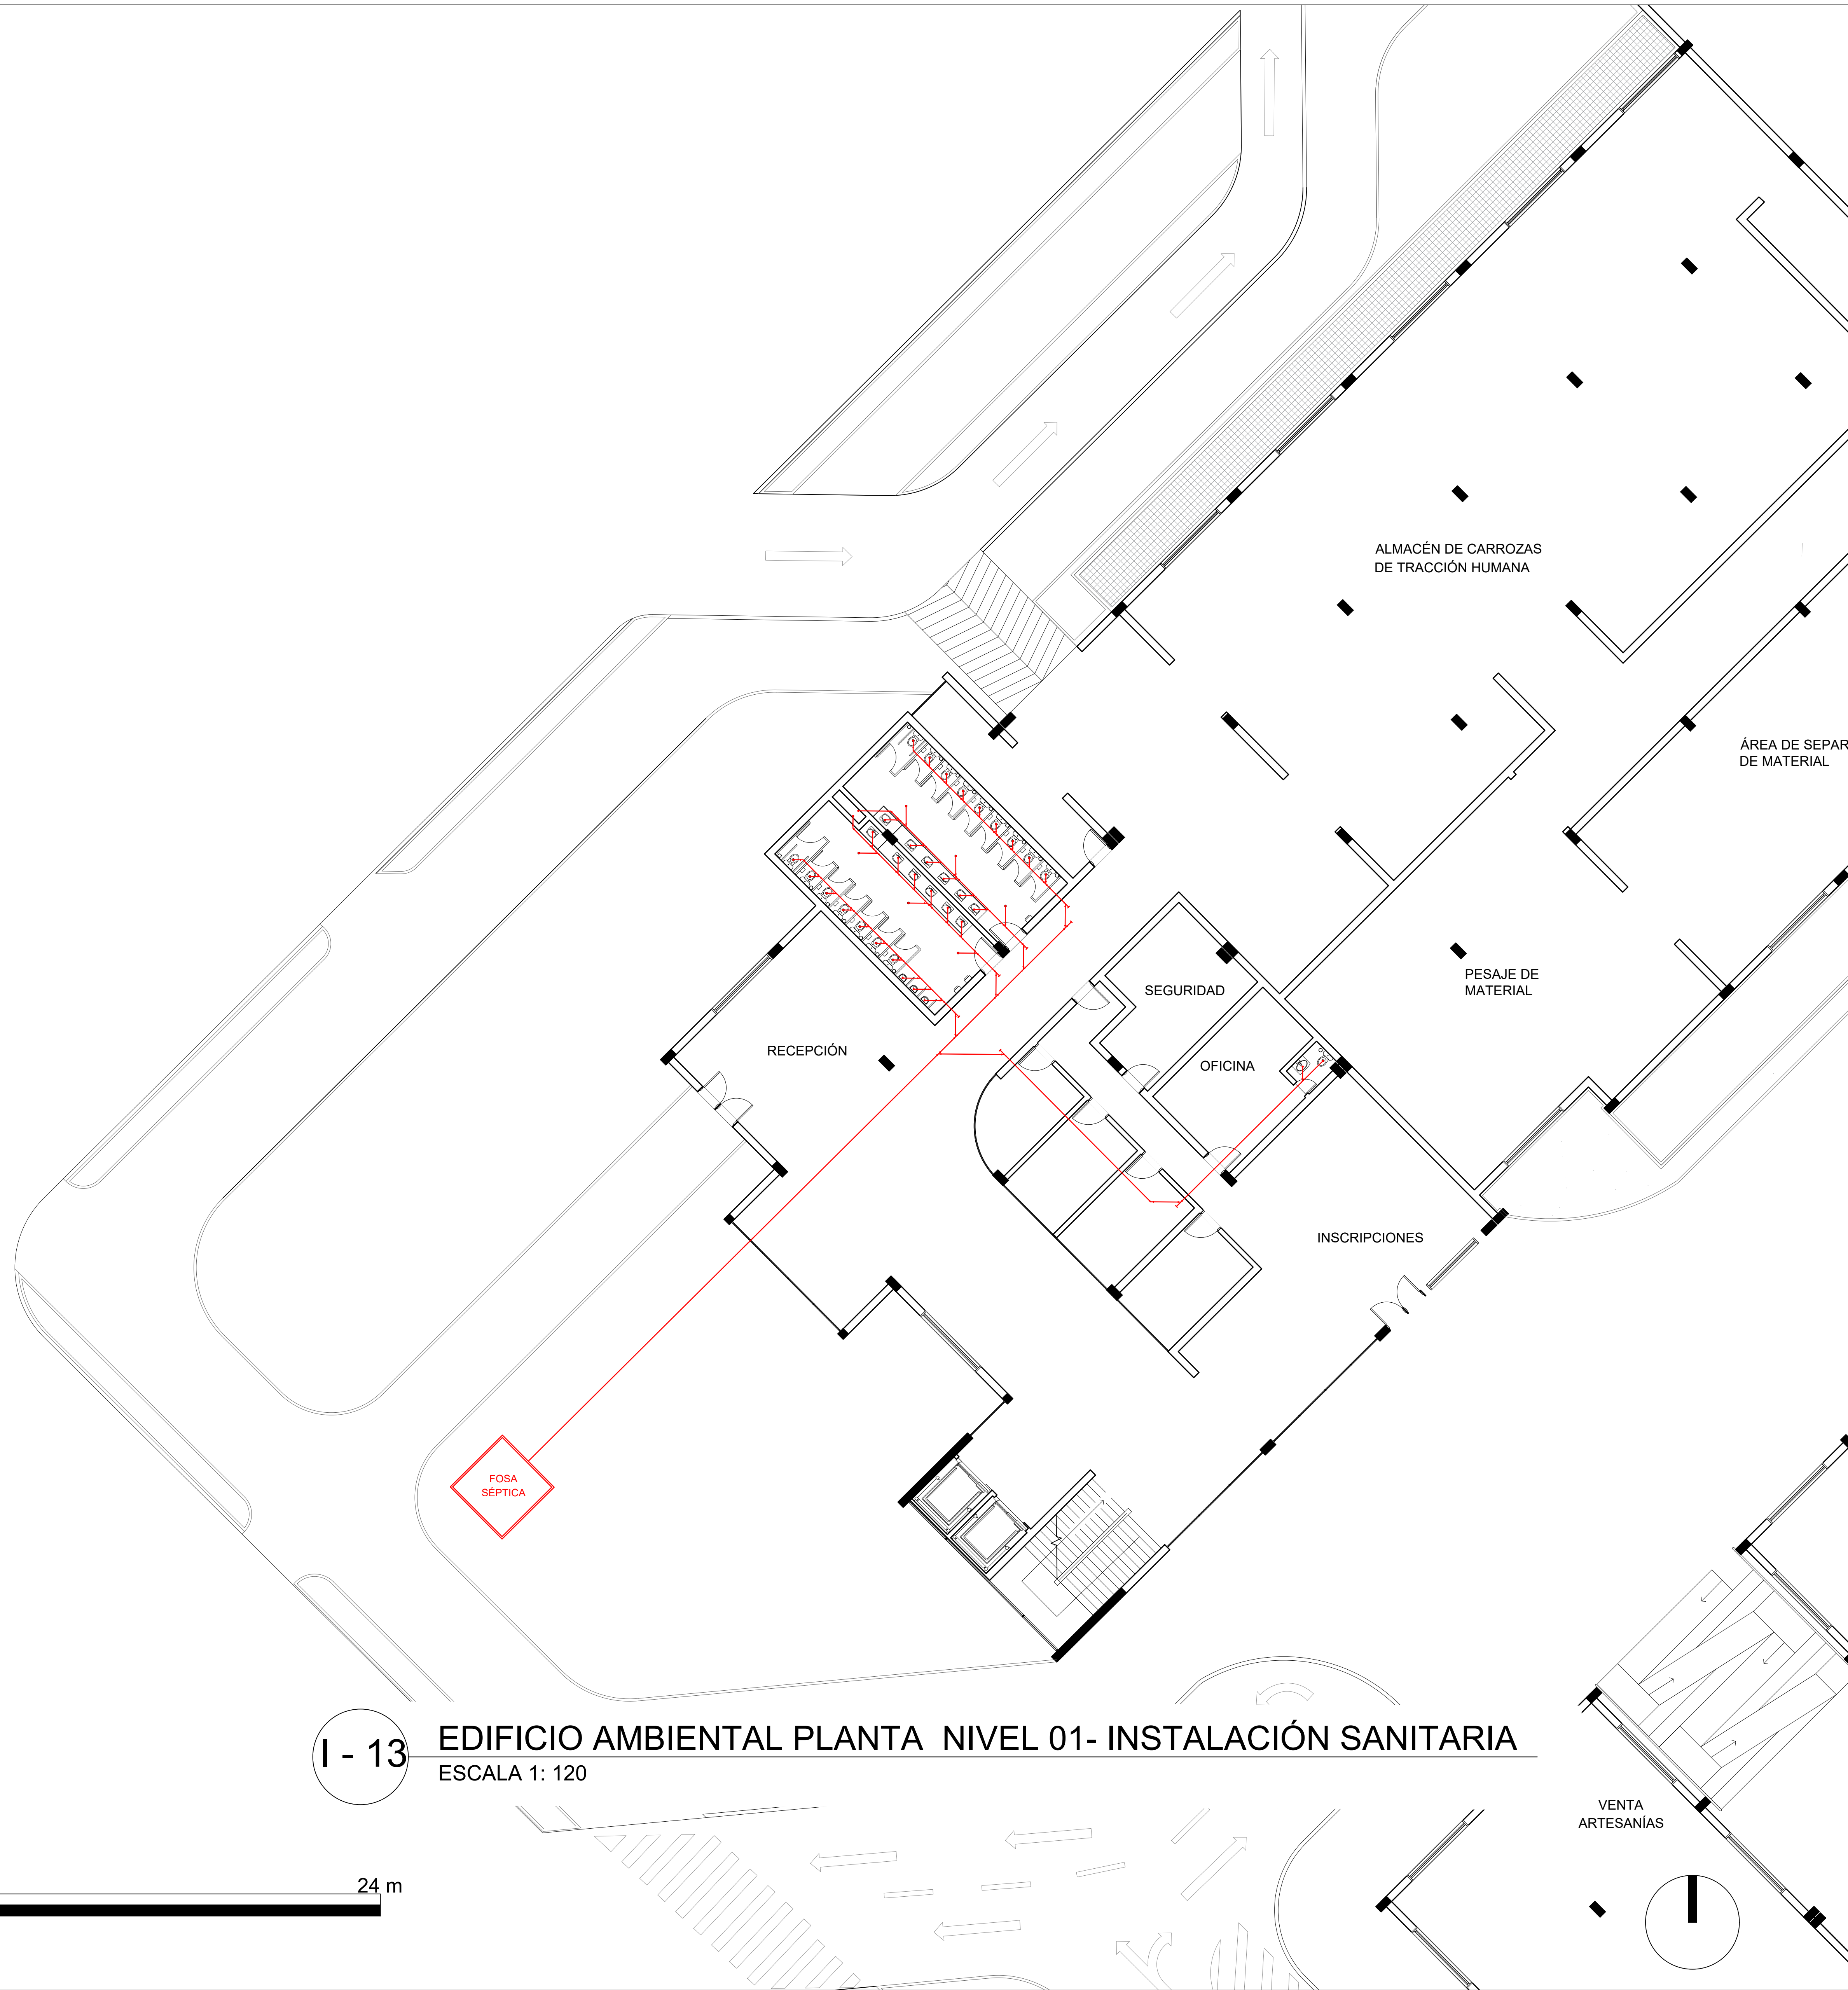 ALMACÉN DE CARROZAS
DE TRACCIÓN HUMANA
ÁREA DE SEPAR
DE MATERIAL
PESAJE DE
MATERIAL
SEGURIDAD
RECEPCIÓN
OFICINA
INSCRIPCIONES
FOSA
SÉPTICA
I - 13
EDIFICIO AMBIENTAL PLANTA  NIVEL 01- INSTALACIÓN SANITARIA
ESCALA 1: 120
VENTA
ARTESANÍAS
24 m